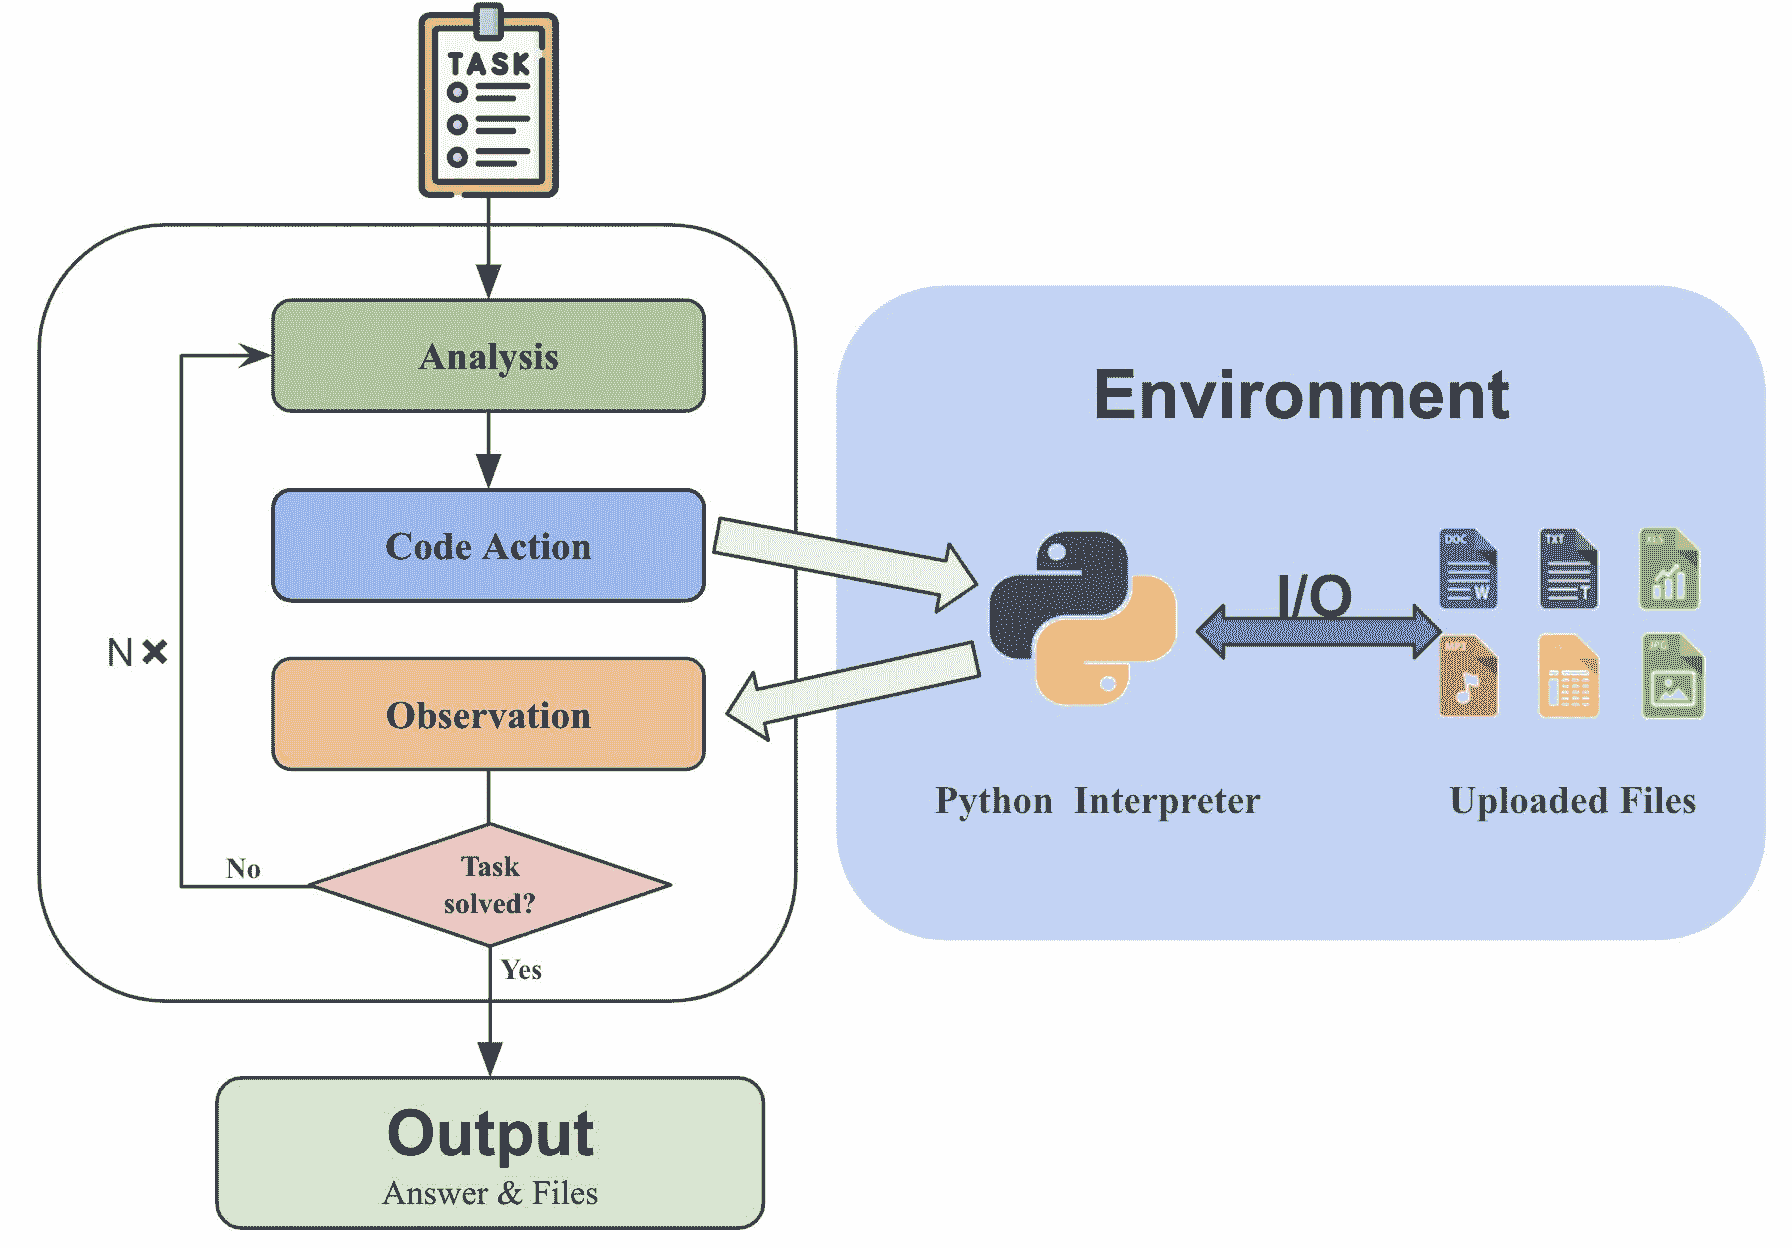 TASK
Analysis
Code Action
Observation
N ×
No
Task
solved?
Yes
Output
Answer & Files
Environment
I/O
DOC
TXT
XLS
JPG
Python Interpreter
Uploaded Files